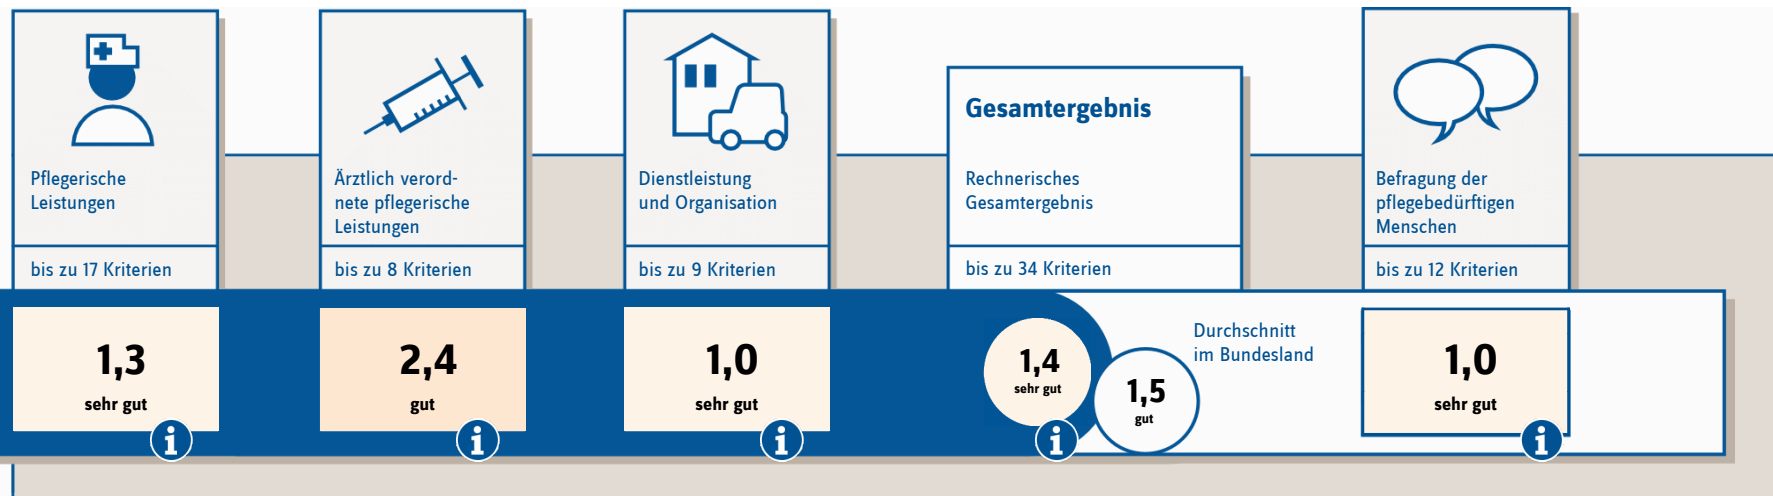 Pflegerische
Leistungen
bis zu 17 Kriterien
1,3
sehr gut
i
Ärztlich verord-
nete pflegerische
Leistungen
bis zu 8 Kriterien
2,4
gut
i
Dienstleistung
und Organisation
bis zu 9 Kriterien
1,0
sehr gut
i
Gesamtergebnis
Rechnerisches
Gesamtergebnis
bis zu 34 Kriterien
1,4
sehr gut
i
1,5
gut
Durchschnitt
im Bundesland
Befragung der
pflegebedürftigen
Menschen
bis zu 12 Kriterien
1,0
sehr gut
i